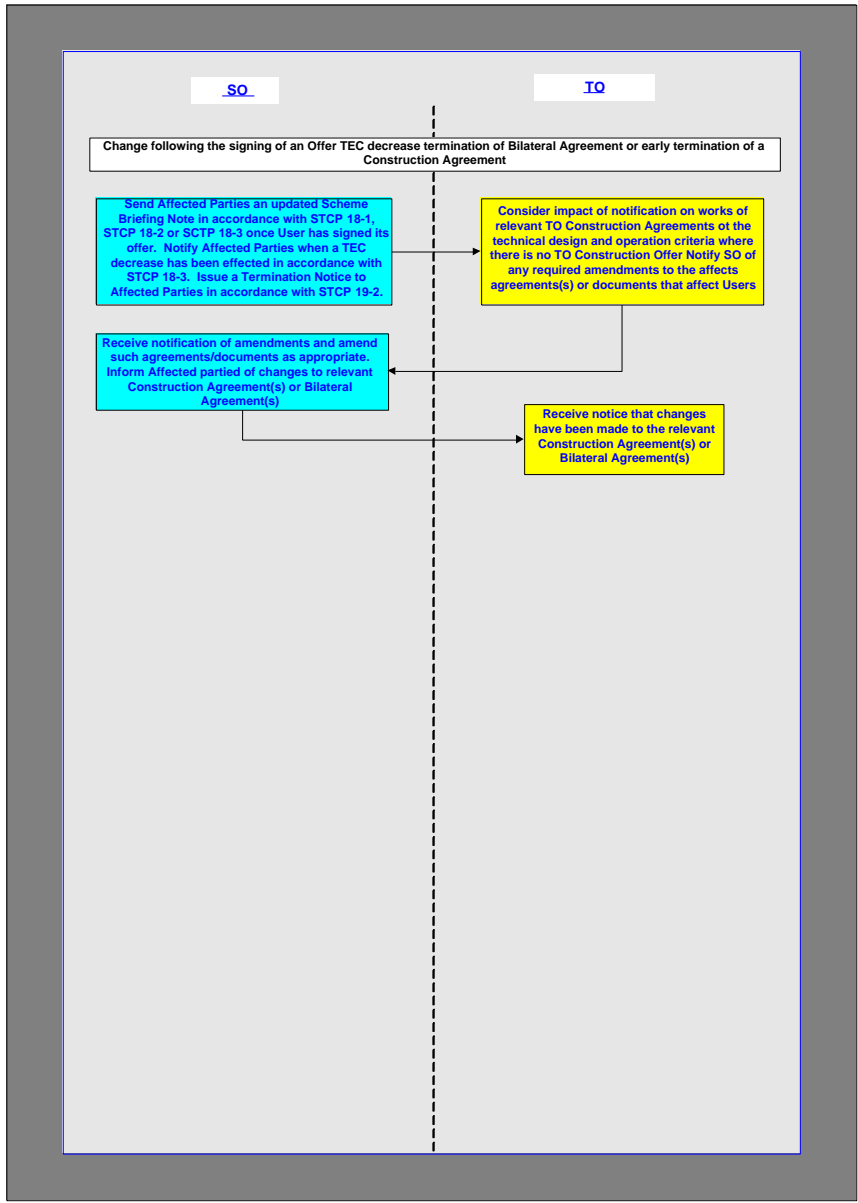 SO
TO
Change following the signing of an Offer TEC decrease termination of Bilateral Agreement or early termination of a
Construction Agreement
Send Affected Parties an updated Scheme
Briefing Note in accordance with STCP 18-1,
STCP 18-2 or SCTP 18-3 once User has signed its
offer. Notify Affected Parties when a TEC
decrease has been effected in accordance with
STCP 18-3. Issue a Termination Notice to
Affected Parties in accordance with STCP 19-2.
Consider impact of notification on works of
relevant TO Construction Agreements ot the
technical design and operation criteria where
there is no TO Construction Offer Notify SO of
any required amendments to the affects
agreements(s) or documents that affect Users
Receive notification of amendments and amend
such agreements/documents as appropriate.
Inform Affected partied of changes to relevant
Construction Agreement(s) or Bilateral
Agreement(s)
Receive notice that changes
have been made to the relevant
Construction Agreement(s) or
Bilateral Agreement(s)